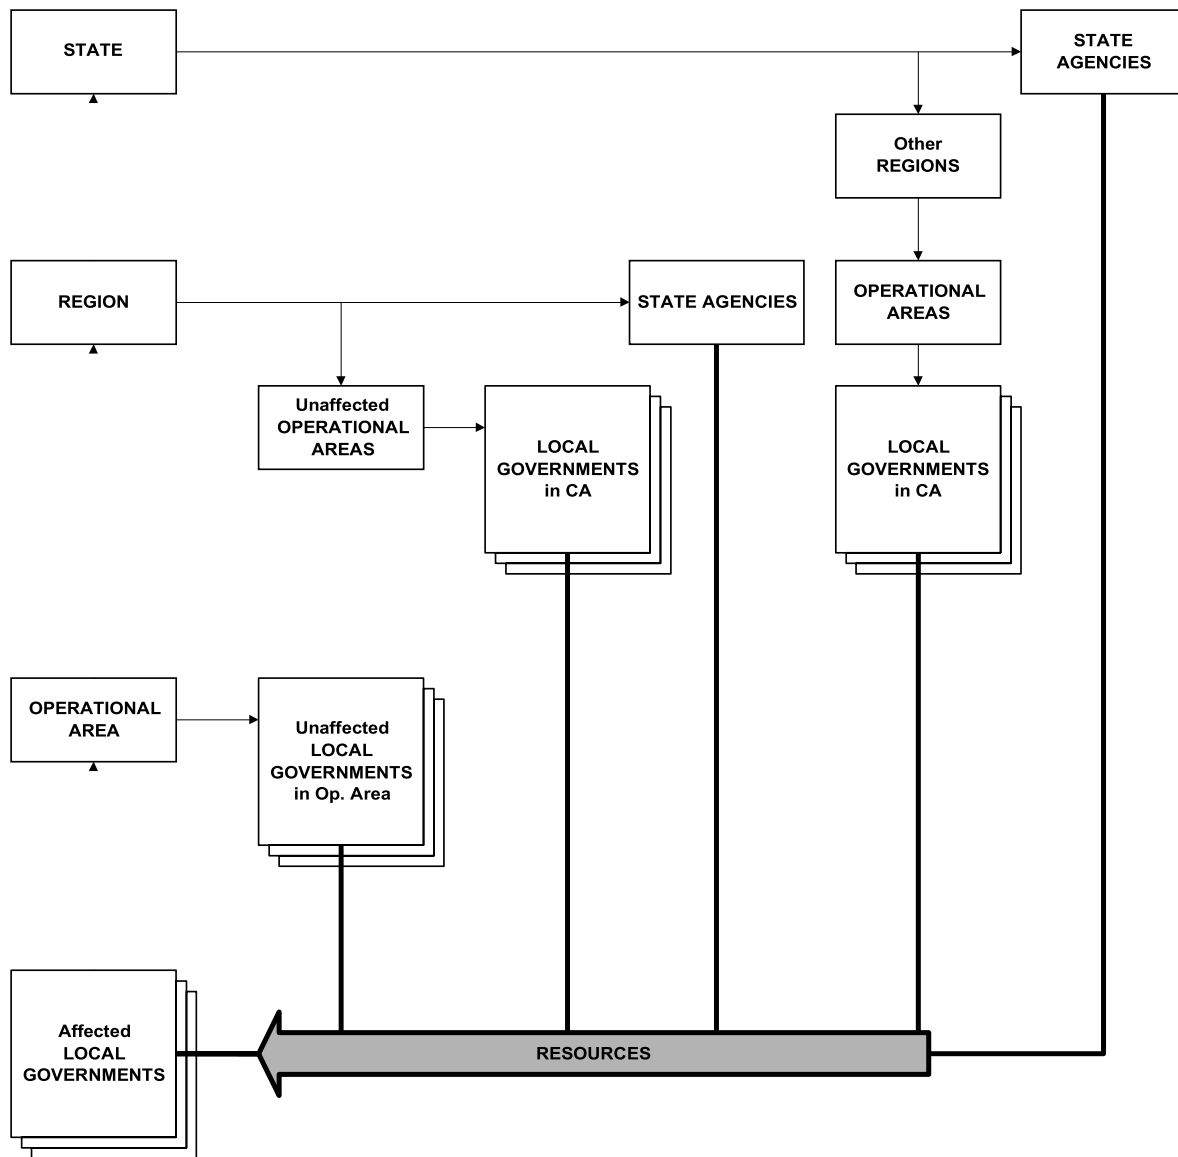 STATE
STATE
AGENCIES
Other
REGIONS
REGION
STATE AGENCIES
OPERATIONAL
AREAS
Unaffected
OPERATIONAL
AREAS
LOCAL
GOVERNMENTS
in CA
LOCAL
GOVERNMENTS
in CA
OPERATIONAL
AREA
Unaffected
LOCAL
GOVERNMENTS
in Op. Area
Affected
LOCAL
GOVERNMENTS
RESOURCES